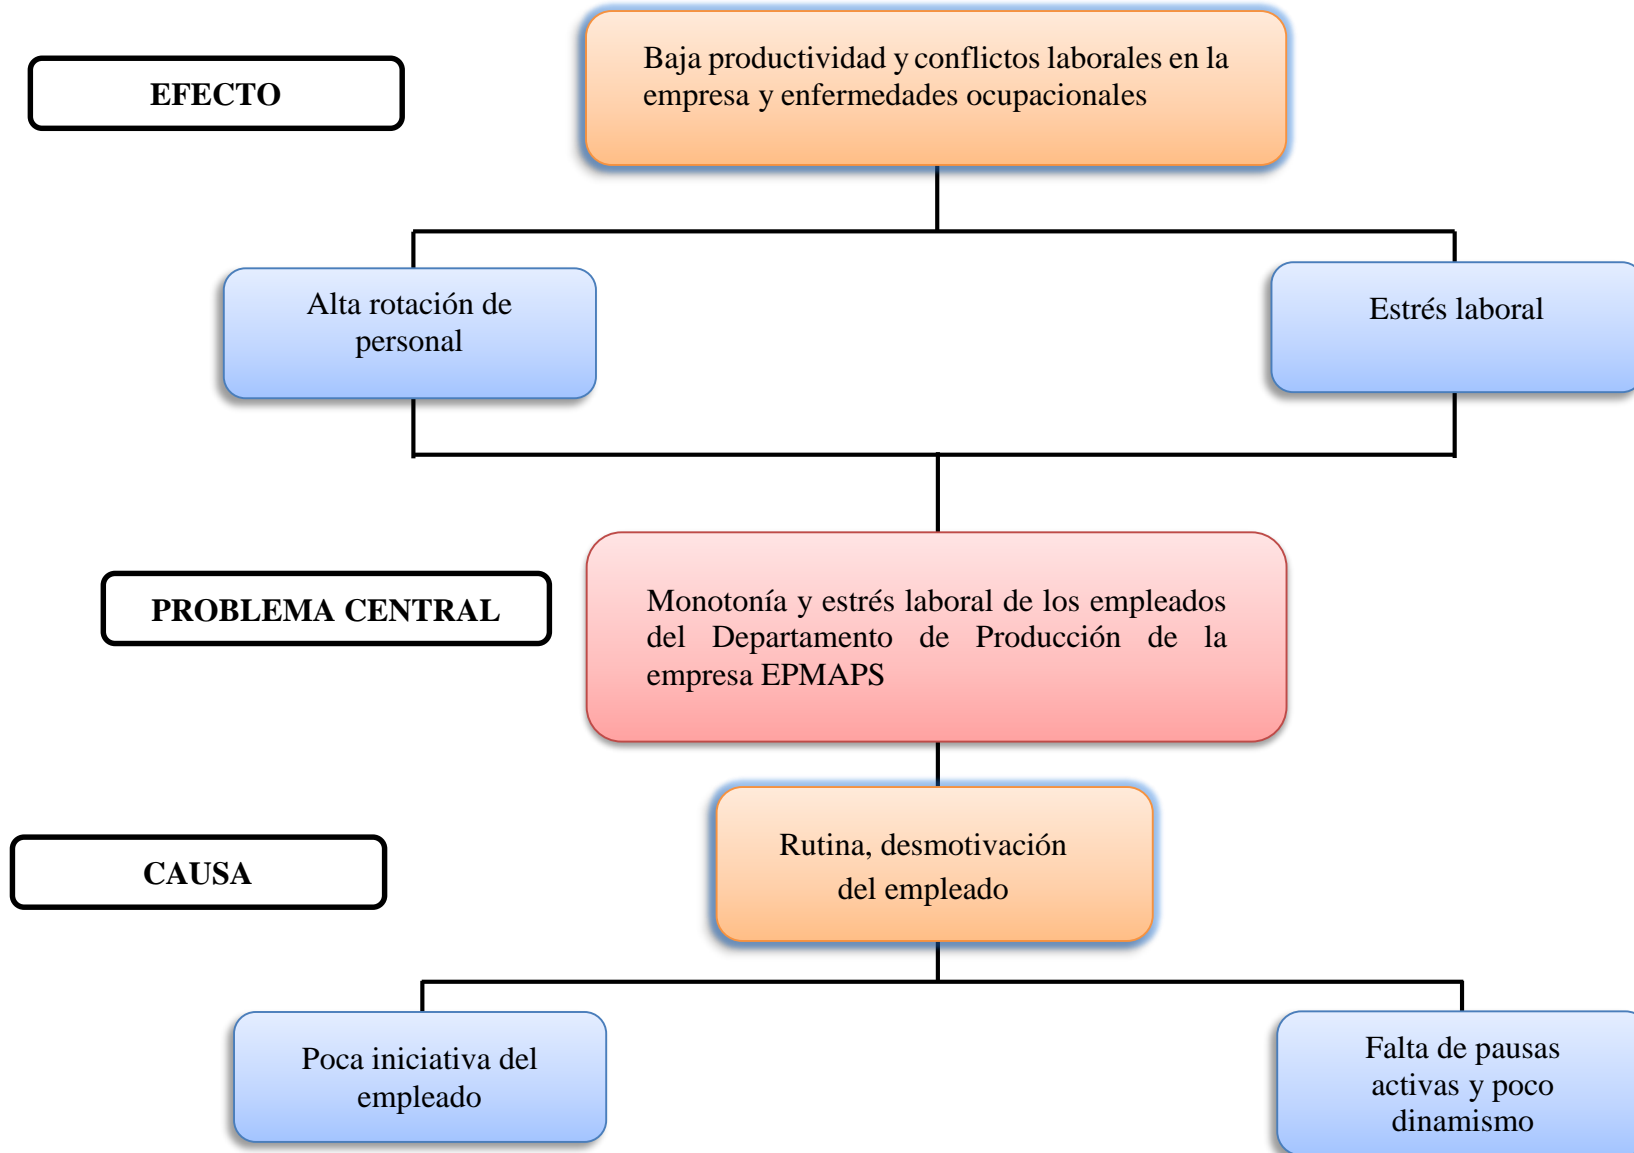 Baja productividad y conflictos laborales en la
empresa y enfermedades ocupacionales
EFECTO
Alta rotación de
personal
Estrés laboral
PROBLEMA CENTRAL
Monotonía y estrés laboral de los empleados
del Departamento de Producción de la
empresa EPMAPS
Rutina, desmotivación
del empleado
CAUSA
Poca iniciativa del
empleado
Falta de pausas
activas y poco
dinamismo